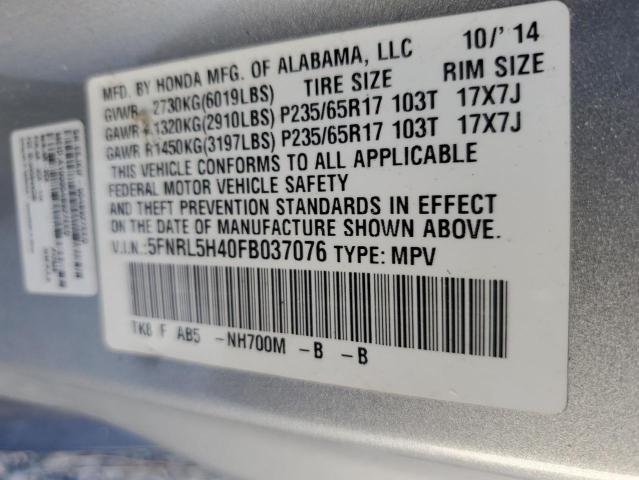 MFD. BY HONDA MFG. OF ALABAMA, LLC 10/' 14
GVWR 2730KG(6019LBS) TIRE SIZE RIM SIZE
GAWR F1320KG(2910LBS) P235/65R17 103T 17X7J
GAWR R1450KG(3197LBS) P235/65R17 103T 17X7J
THIS VEHICLE CONFORMS TO ALL APPLICABLE
FEDERAL MOTOR VEHICLE SAFETY
AND THEFT PREVENTION STANDARDS IN EFFECT
ON THE DATE OF MANUFACTURE SHOWN ABOVE.
V.I.N.:5FNRL5H40FB037076 TYPE: MPV
TK8 F AB5 -NH700M -B -B